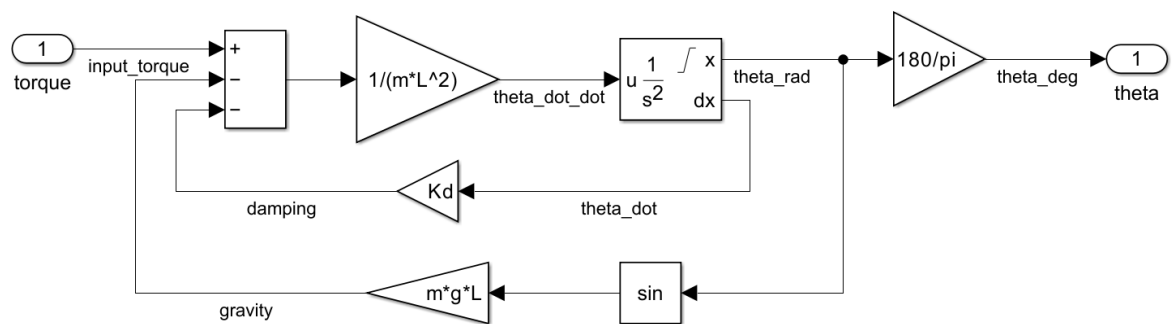 1
torque
input_torque
+
−
−
1/(m*L^2)
theta_dot_dot
u 1/s²
x
dx
theta_rad
180/pi
theta_deg
1
theta
damping
Kd
theta_dot
gravity
m*g*L
sin